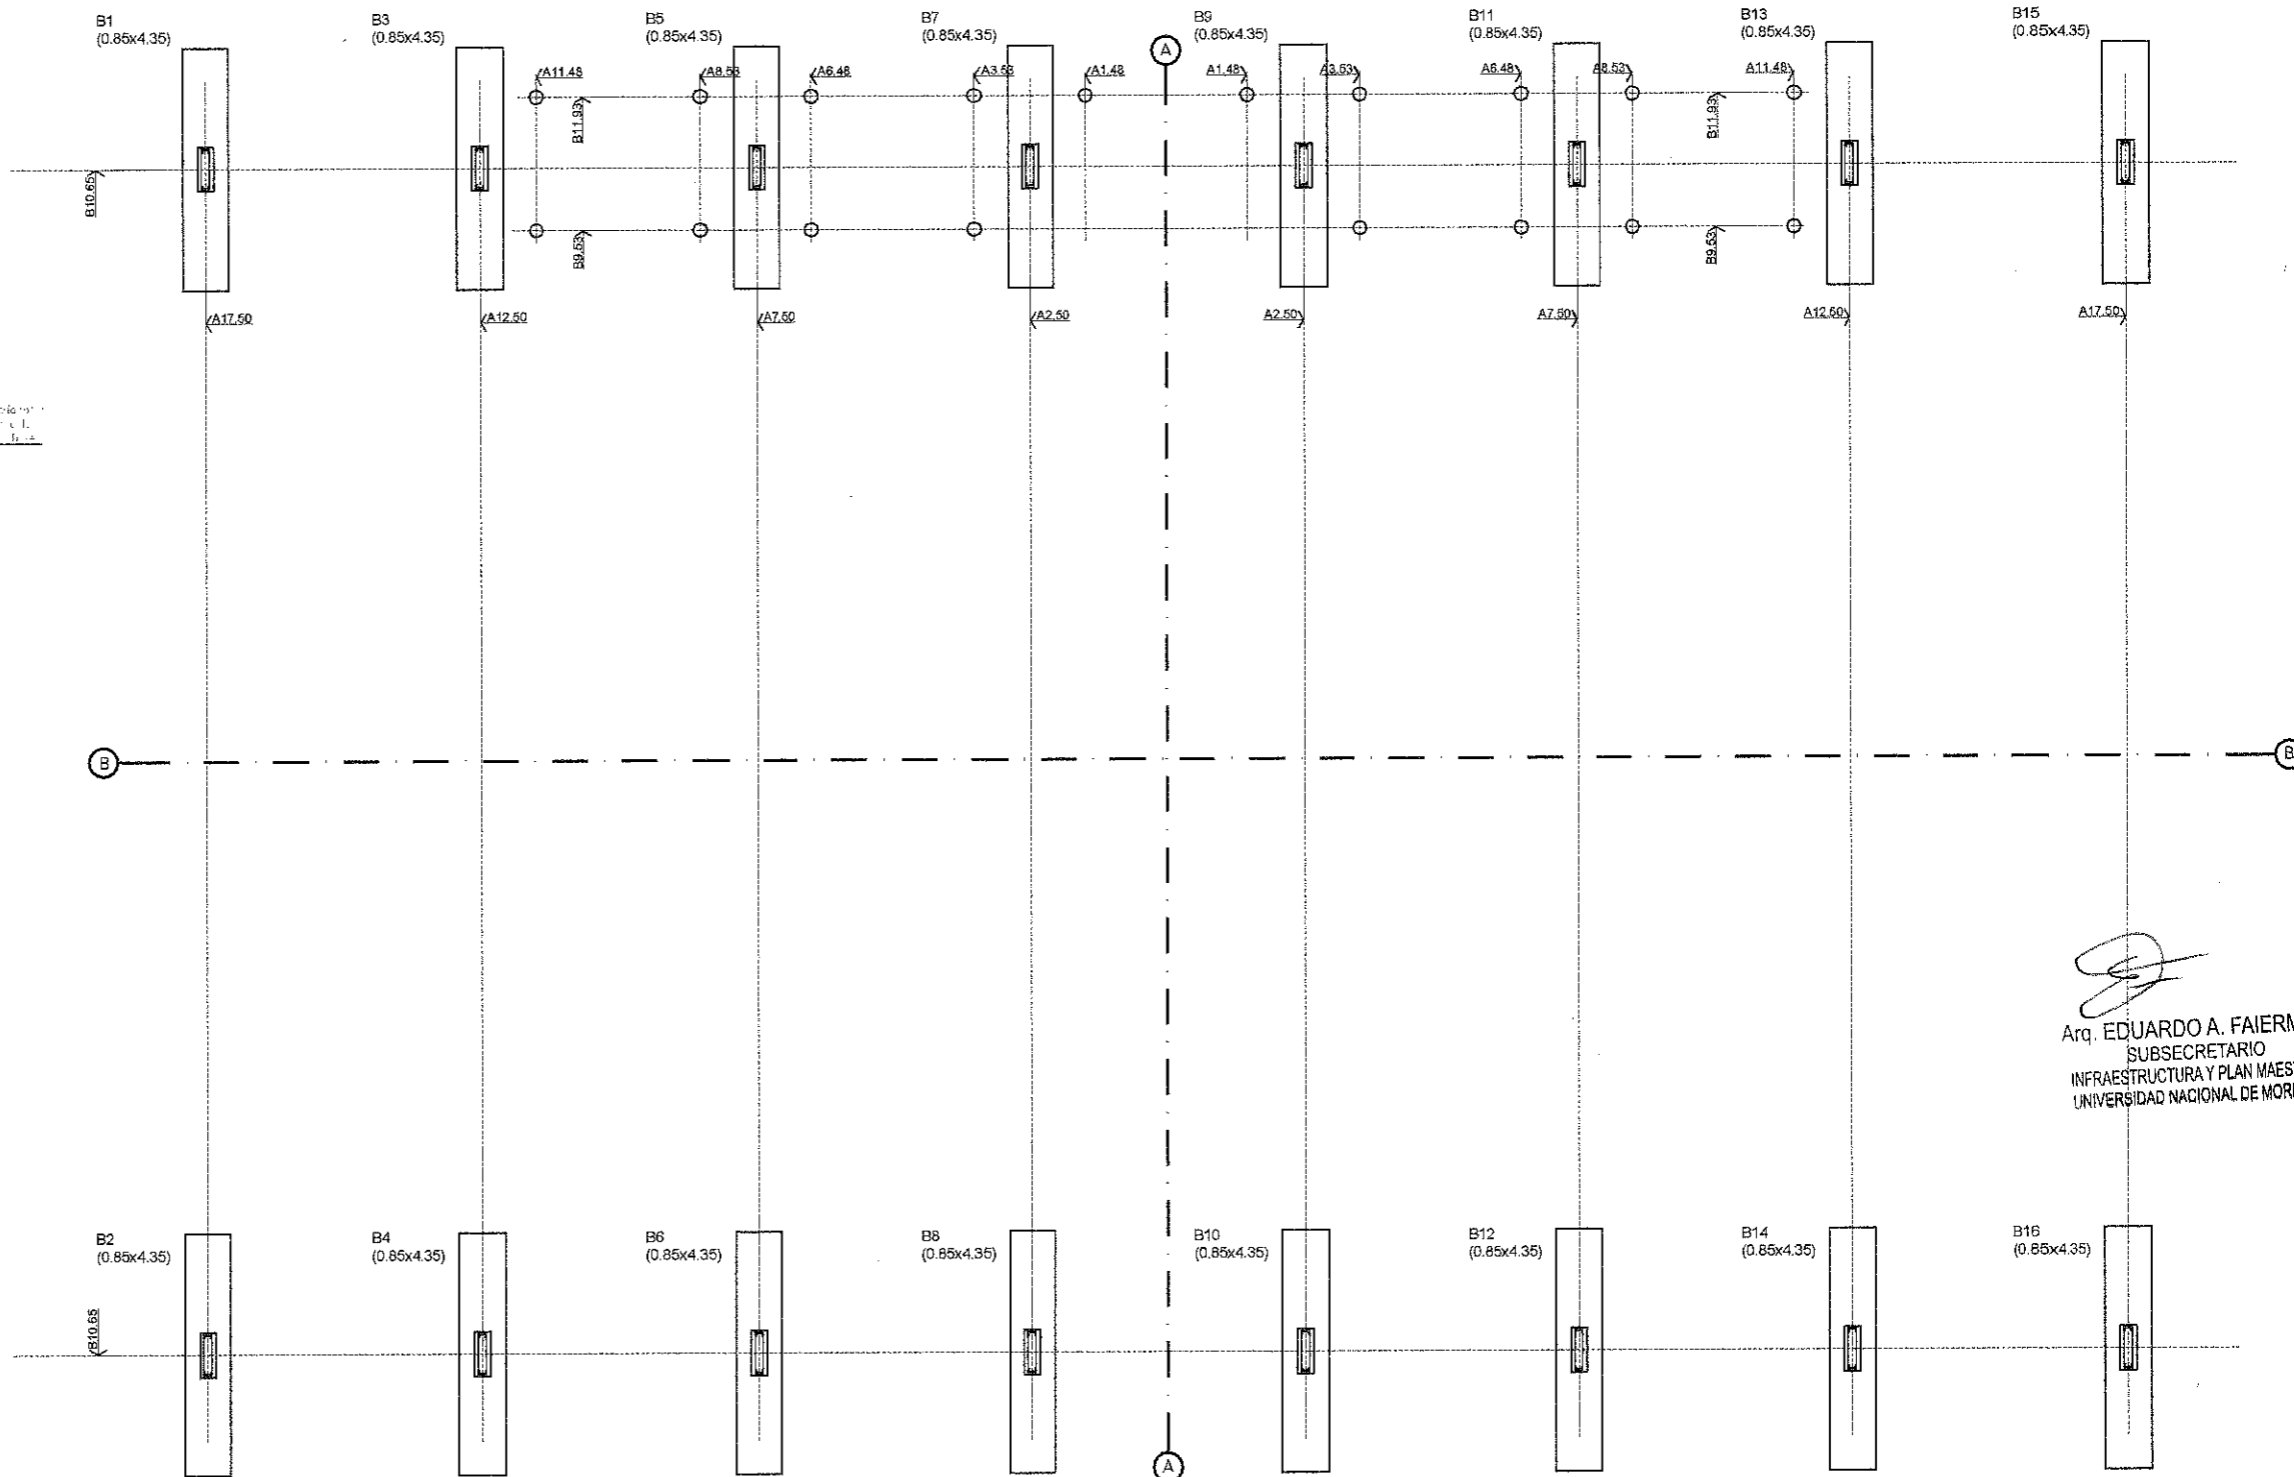 B1
(0.85x4.35)
B3
(0.85x4.35)
B5
(0.85x4.35)
B7
(0.85x4.35)
B9
(0.85x4.35)
B11
(0.85x4.35)
B13
(0.85x4.35)
B15
(0.85x4.35)
A
A11.48
A8.53
A6.48
A3.53
A1.48
A1.48
A3.53
A6.48
A8.53
A11.48
B11.93
B11.93
B10.65
B9.53
B9.53
A17.50
A12.50
A7.50
A2.50
A2.50
A7.50
A12.50
A17.50
B
B
Arq. EDUARDO A. FAIERM
SUBSECRETARIO
INFRAESTRUCTURA Y PLAN MAES
UNIVERSIDAD NACIONAL DE MOR
B2
(0.85x4.35)
B4
(0.85x4.35)
B6
(0.85x4.35)
B8
(0.85x4.35)
B10
(0.85x4.35)
B12
(0.85x4.35)
B14
(0.85x4.35)
B16
(0.85x4.35)
B10.65
A